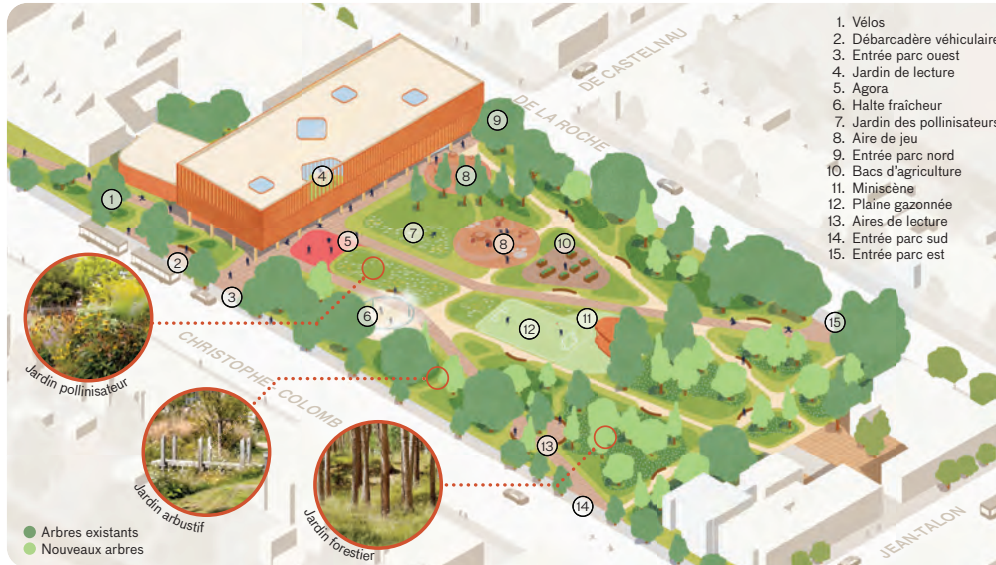 DE CASTELNAU
DE LA ROCHE
1. Vélos
2. Débarcadère véhiculaire
3. Entrée parc ouest
4. Jardin de lecture
5. Agora
6. Halte fraîcheur
7. Jardin des pollinisateurs
8. Aire de jeu
9. Entrée parc nord
10. Bacs d'agriculture
11. Miniscène
12. Plaine gazonnée
13. Aires de lecture
14. Entrée parc sud
15. Entrée parc est
9
4
8
1
7
5
8
10
2
3
6
11
12
15
CHRISTOPHE COLOMB
Jardin pollinisateur
13
Jardin arbustif
14
Jardin forestier
JEAN-TALON
Arbres existants
Nouveaux arbres